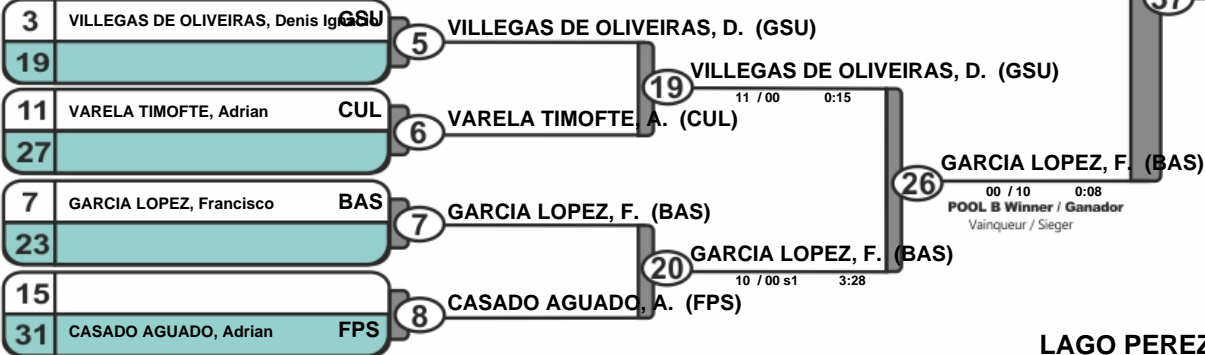 37
3 VILLEGAS DE OLIVEIRAS, Denis Ignacio GSU
19
5 VILLEGAS DE OLIVEIRAS, D. (GSU)
19 VILLEGAS DE OLIVEIRAS, D. (GSU)
11 / 00 0:15
11 VARELA TIMOFTE, Adrian CUL
27
6 VARELA TIMOFTE, A. (CUL)
26 GARCIA LOPEZ, F. (BAS)
00 / 10 0:08
POOL B Winner / Ganador
Vainqueur / Sieger
7 GARCIA LOPEZ, Francisco BAS
23
7 GARCIA LOPEZ, F. (BAS)
20 GARCIA LOPEZ, F. (BAS)
10 / 00 s1 3:28
15
31 CASADO AGUADO, Adrian FPS
8 CASADO AGUADO, A. (FPS)
LAGO PEREZ